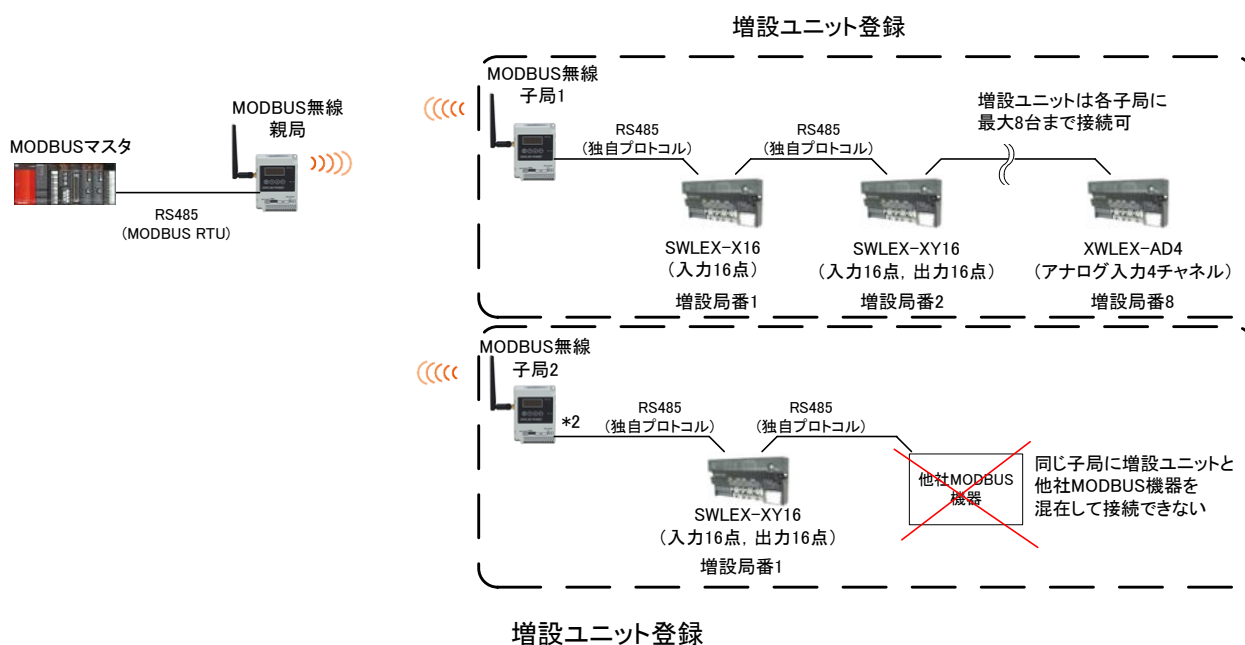 増設ユニット登録
MODBUS無線
子局1
MODBUS無線
親局
MODBUSマスタ
RS485
(MODBUS RTU)
RS485
(独自プロトコル)
RS485
(独自プロトコル)
増設ユニットは各子局に
最大8台まで接続可
SWLEX-X16
(入力16点)
増設局番1
SWLEX-XY16
(入力16点, 出力16点)
増設局番2
XWLEX-AD4
(アナログ入力4チャネル)
増設局番8
MODBUS無線
子局2
*2
RS485
(独自プロトコル)
RS485
(独自プロトコル)
SWLEX-XY16
(入力16点, 出力16点)
増設局番1
他社MODBUS
機器
同じ子局に増設ユニットと
他社MODBUS機器を
混在して接続できない
増設ユニット登録